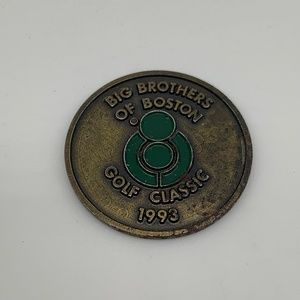 BIG BROTHERS
OF BOSTON
GOLF CLASSIC
1993